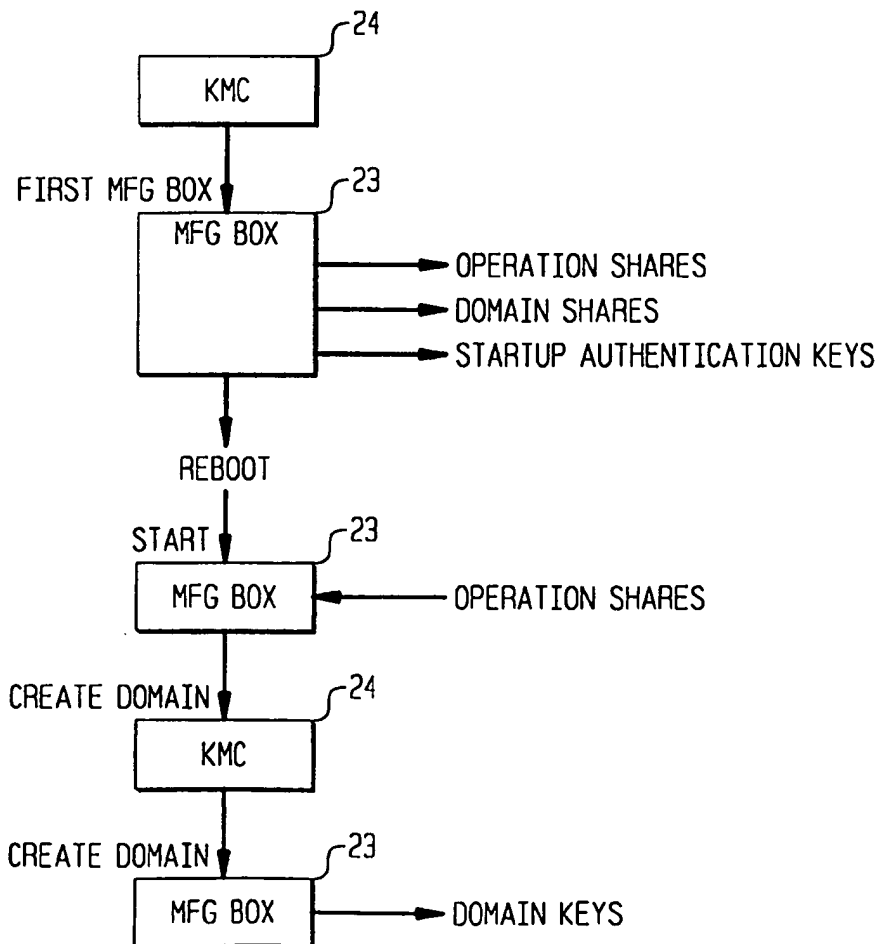 24
KMC
FIRST MFG BOX
23
MFG BOX
OPERATION SHARES
DOMAIN SHARES
STARTUP AUTHENTICATION KEYS
REBOOT
START
23
MFG BOX
OPERATION SHARES
CREATE DOMAIN
24
KMC
CREATE DOMAIN
23
MFG BOX
DOMAIN KEYS